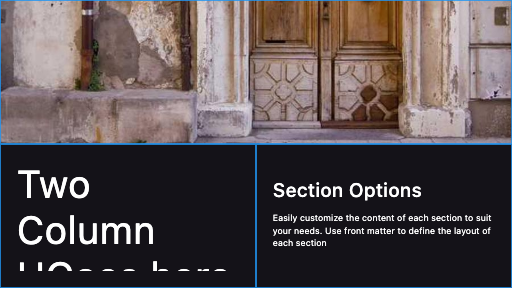 Two
Column
Section Options
Easily customize the content of each section to suit
your needs. Use front matter to define the layout of
each section